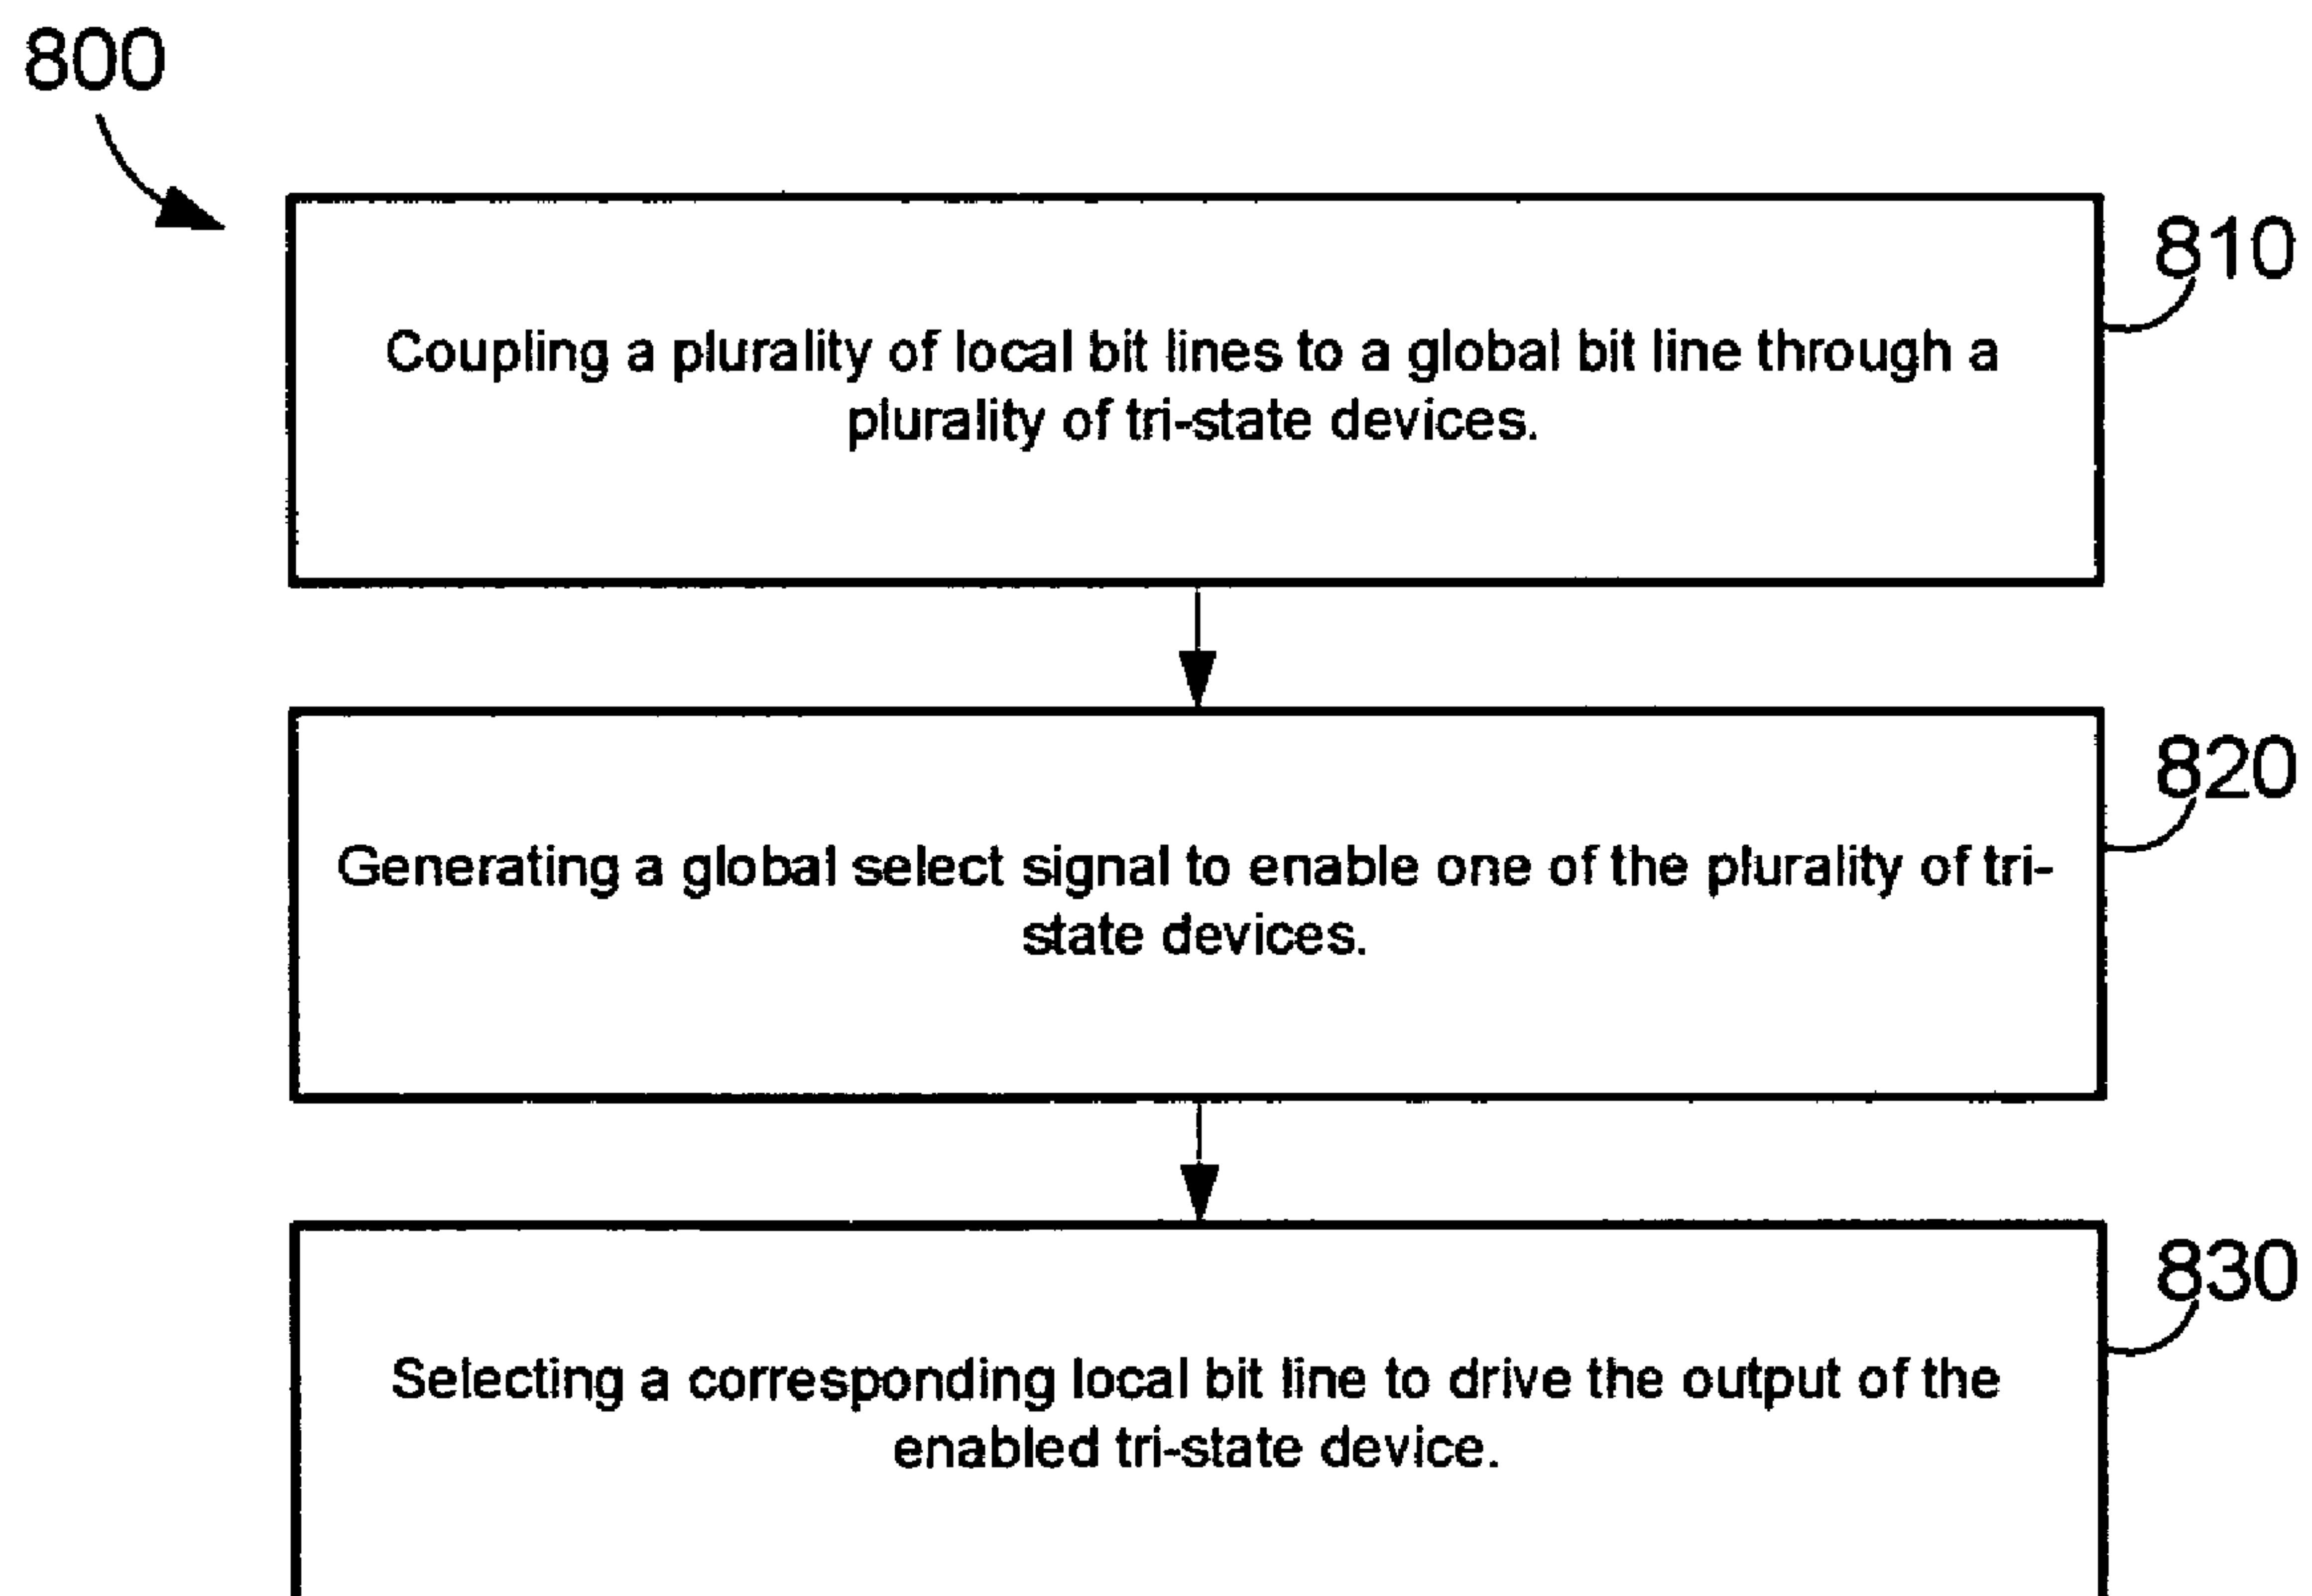 800
810
Coupling a plurality of local bit lines to a global bit line through a
plurality of tri-state devices.
820
Generating a global select signal to enable one of the plurality of tri-
state devices.
830
Selecting a corresponding local bit line to drive the output of the
enabled tri-state device.